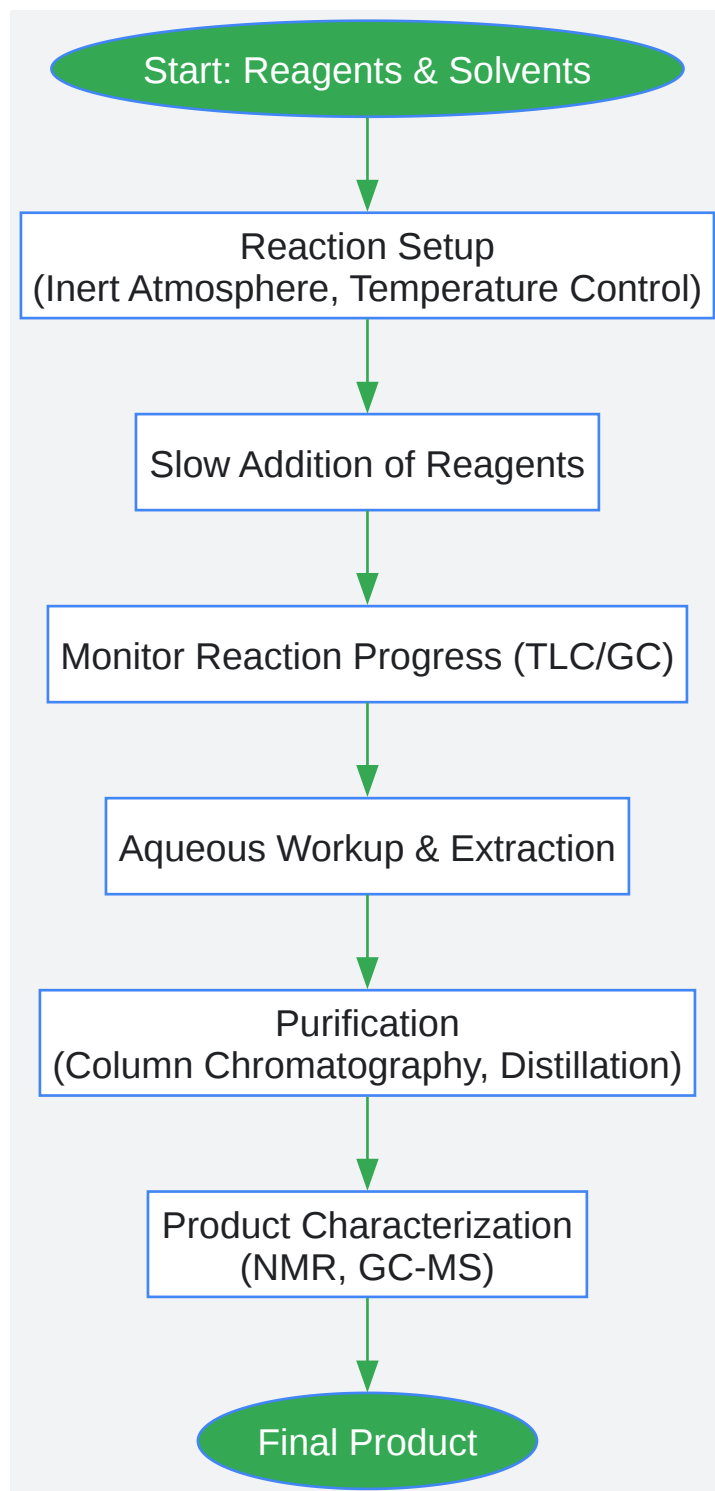 Start: Reagents & Solvents
Reaction Setup
(Inert Atmosphere, Temperature Control)
Slow Addition of Reagents
Monitor Reaction Progress (TLC/GC)
Aqueous Workup & Extraction
Purification
(Column Chromatography, Distillation)
Product Characterization
(NMR, GC-MS)
Final Product